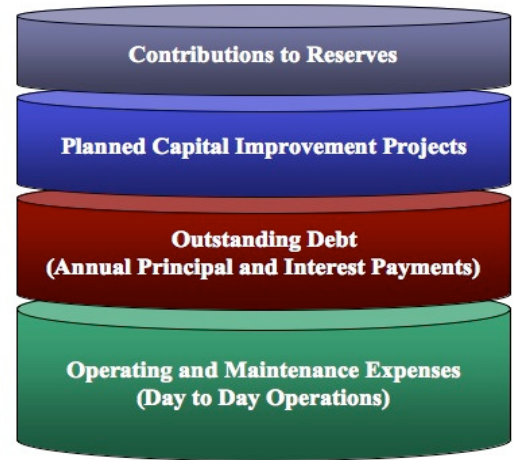 Contributions to Reserves
Planned Capital Improvement Projects
Outstanding Debt
(Annual Principal and Interest Payments)
Operating and Maintenance Expenses
(Day to Day Operations)